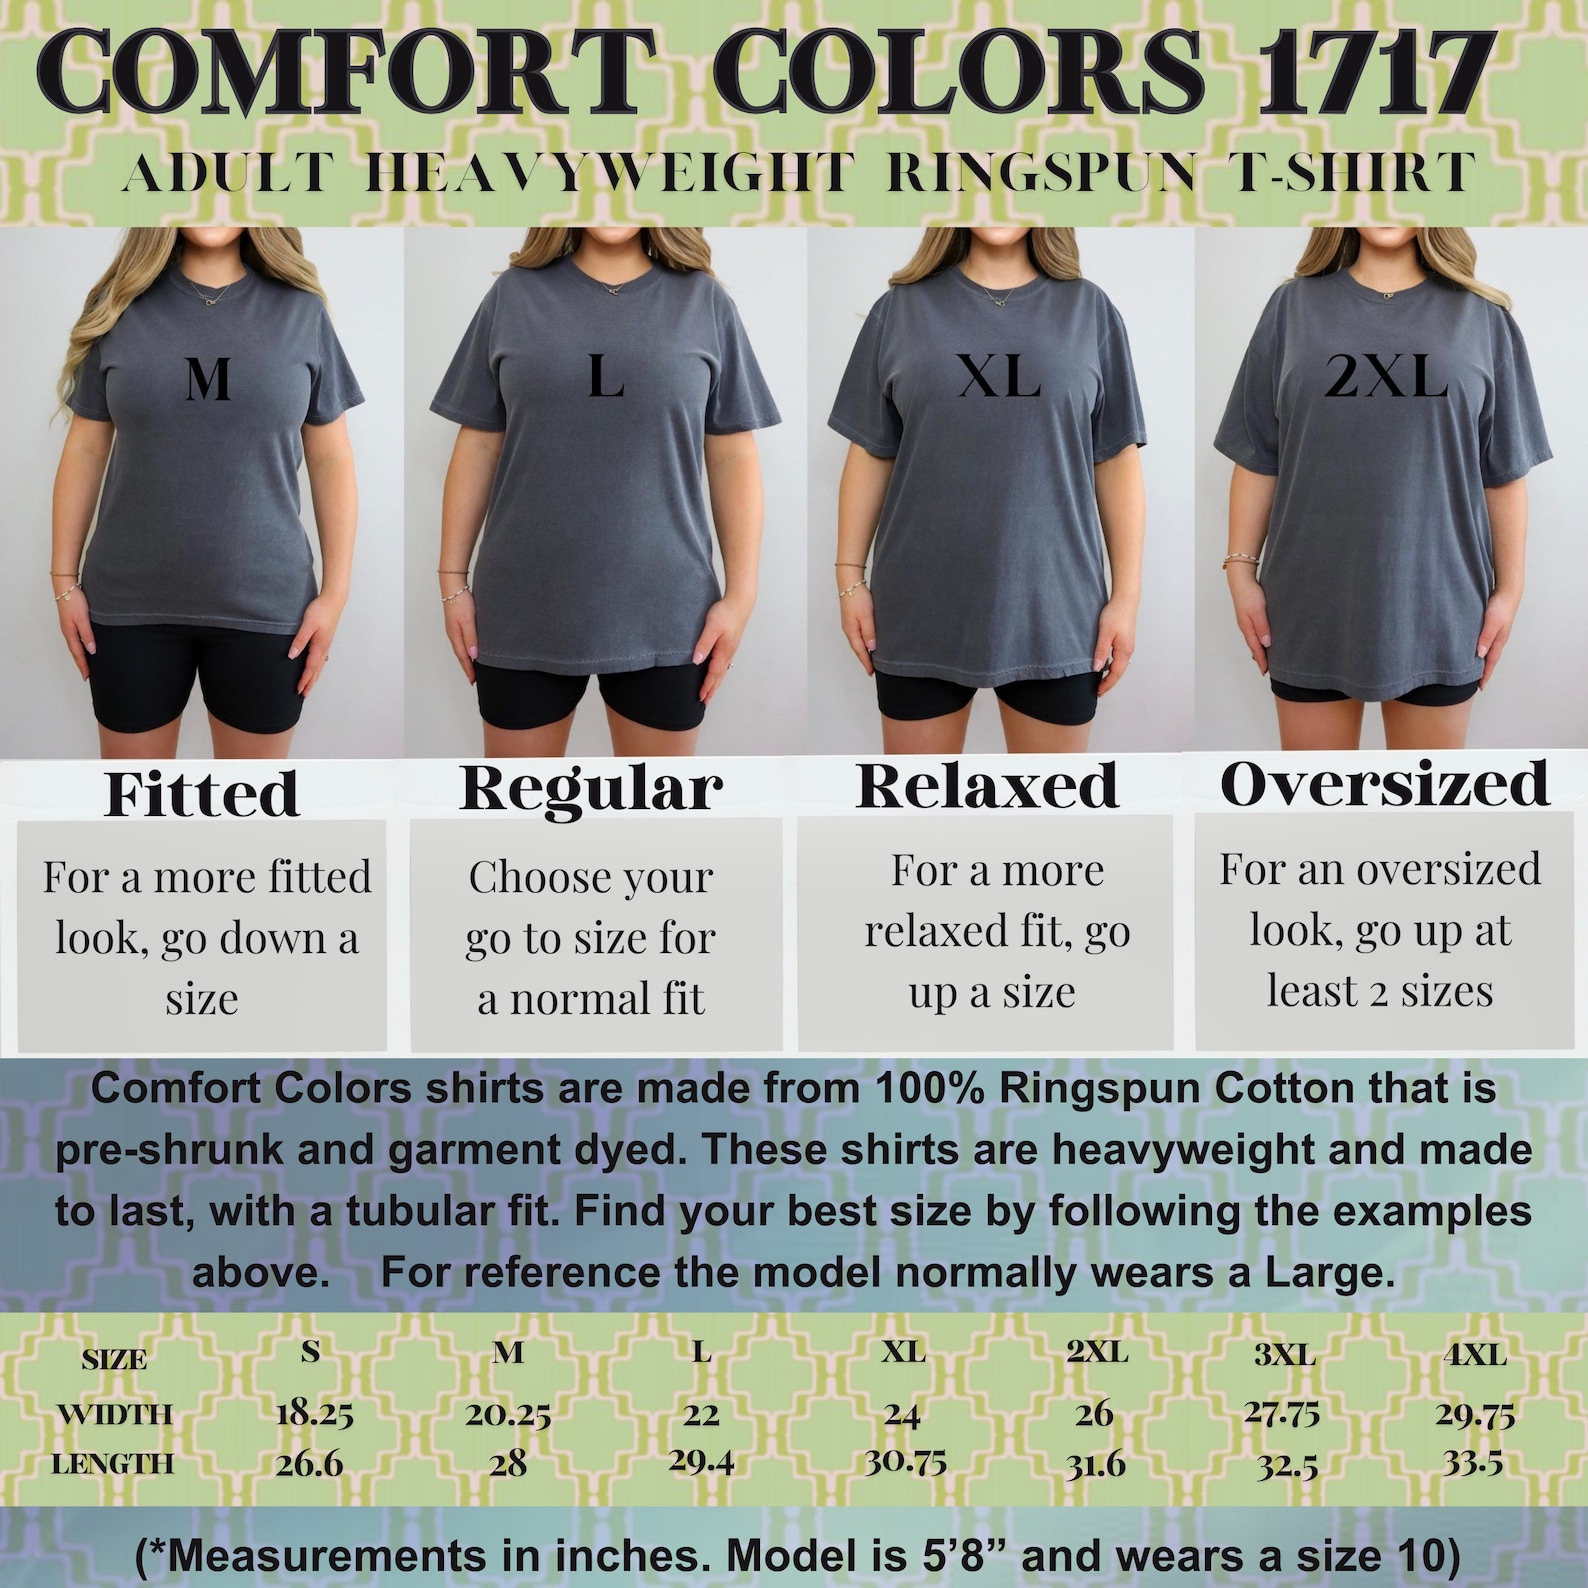 COMFORT COLORS 1717
ADULT HEAVYWEIGHT RINGSPUN T-SHIRT
M
L
XL
2XL
Fitted
For a more fitted
look, go down a
size
Regular
Choose your
go to size for
a normal fit
Relaxed
For a more
relaxed fit, go
up a size
Oversized
For an oversized
look, go up at
least 2 sizes
Comfort Colors shirts are made from 100% Ringspun Cotton that is
pre-shrunk and garment dyed. These shirts are heavyweight and made
to last, with a tubular fit. Find your best size by following the examples
above. For reference the model normally wears a Large.
SIZE S M L XL 2XL 3XL 4XL
WIDTH 18.25 20.25 22 24 26 27.75 29.75
LENGTH 26.6 28 29.4 30.75 31.6 32.5 33.5
(*Measurements in inches. Model is 5’8” and wears a size 10)